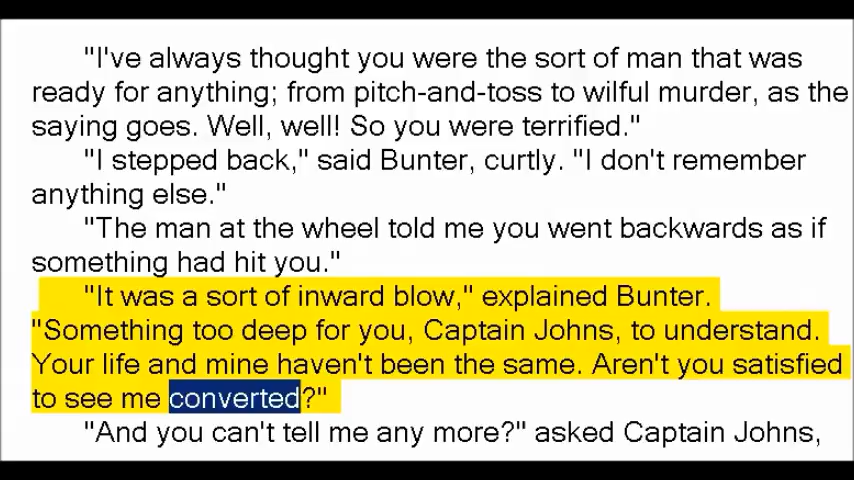 "I've always thought you were the sort of man that was
ready for anything; from pitch-and-toss to wilful murder, as the
saying goes. Well, well! So you were terrified."
"I stepped back," said Bunter, curtly. "I don't remember
anything else."
"The man at the wheel told me you went backwards as if
something had hit you."
"It was a sort of inward blow," explained Bunter.
"Something too deep for you, Captain Johns, to understand.
Your life and mine haven't been the same. Aren't you satisfied
to see me converted?"
"And you can't tell me any more?" asked Captain Johns,